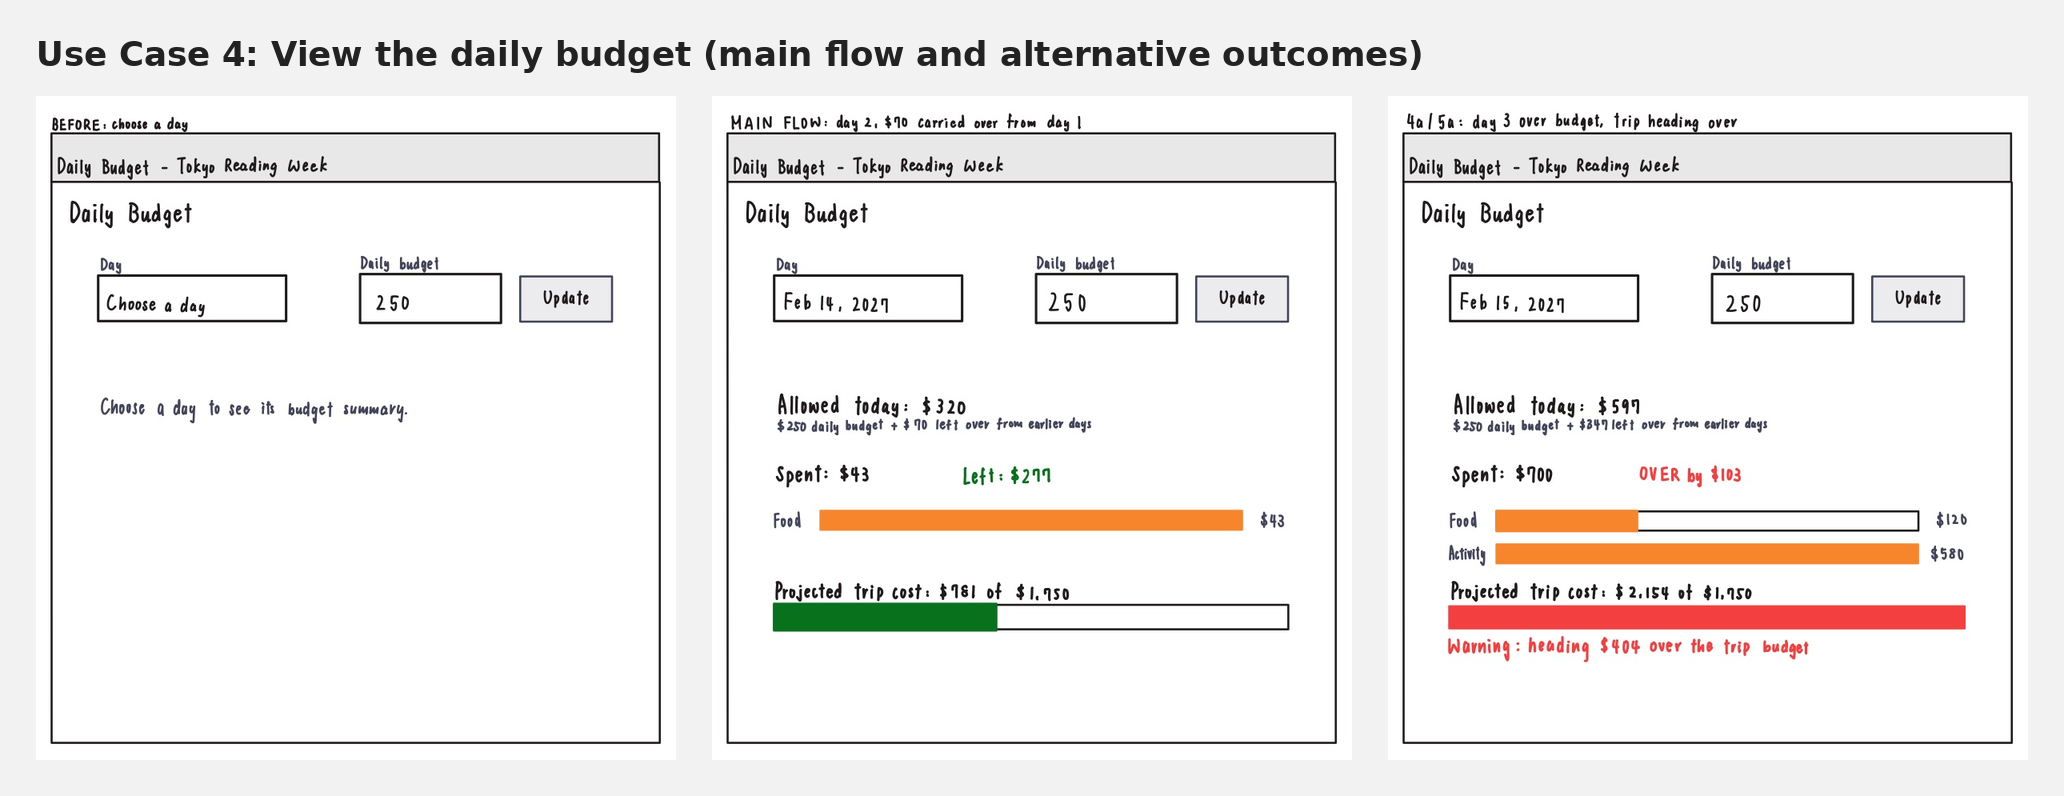 Use Case 4: View the daily budget (main flow and alternative outcomes)
BEFORE: choose a day
Daily Budget - Tokyo Reading Week
Daily Budget
Day
Daily budget
Choose a day
250
Update
Choose a day to see its budget summary.
MAIN FLOW: day 2, $70 carried over from day 1
Daily Budget - Tokyo Reading Week
Daily Budget
Day
Daily budget
Feb 14, 2027
250
Update
Allowed today: $320
$250 daily budget + $70 left over from earlier days
Spent: $43
Left: $277
Food
$43
Projected trip cost: $781 of $1,750
4a/5a: day 3 over budget, trip heading over
Daily Budget - Tokyo Reading Week
Daily Budget
Day
Daily budget
Feb 15, 2027
250
Update
Allowed today: $597
$250 daily budget + $347 left over from earlier days
Spent: $700
OVER by $103
Food
$120
Activity
$580
Projected trip cost: $2,154 of $1,750
Warning: heading $404 over the trip budget